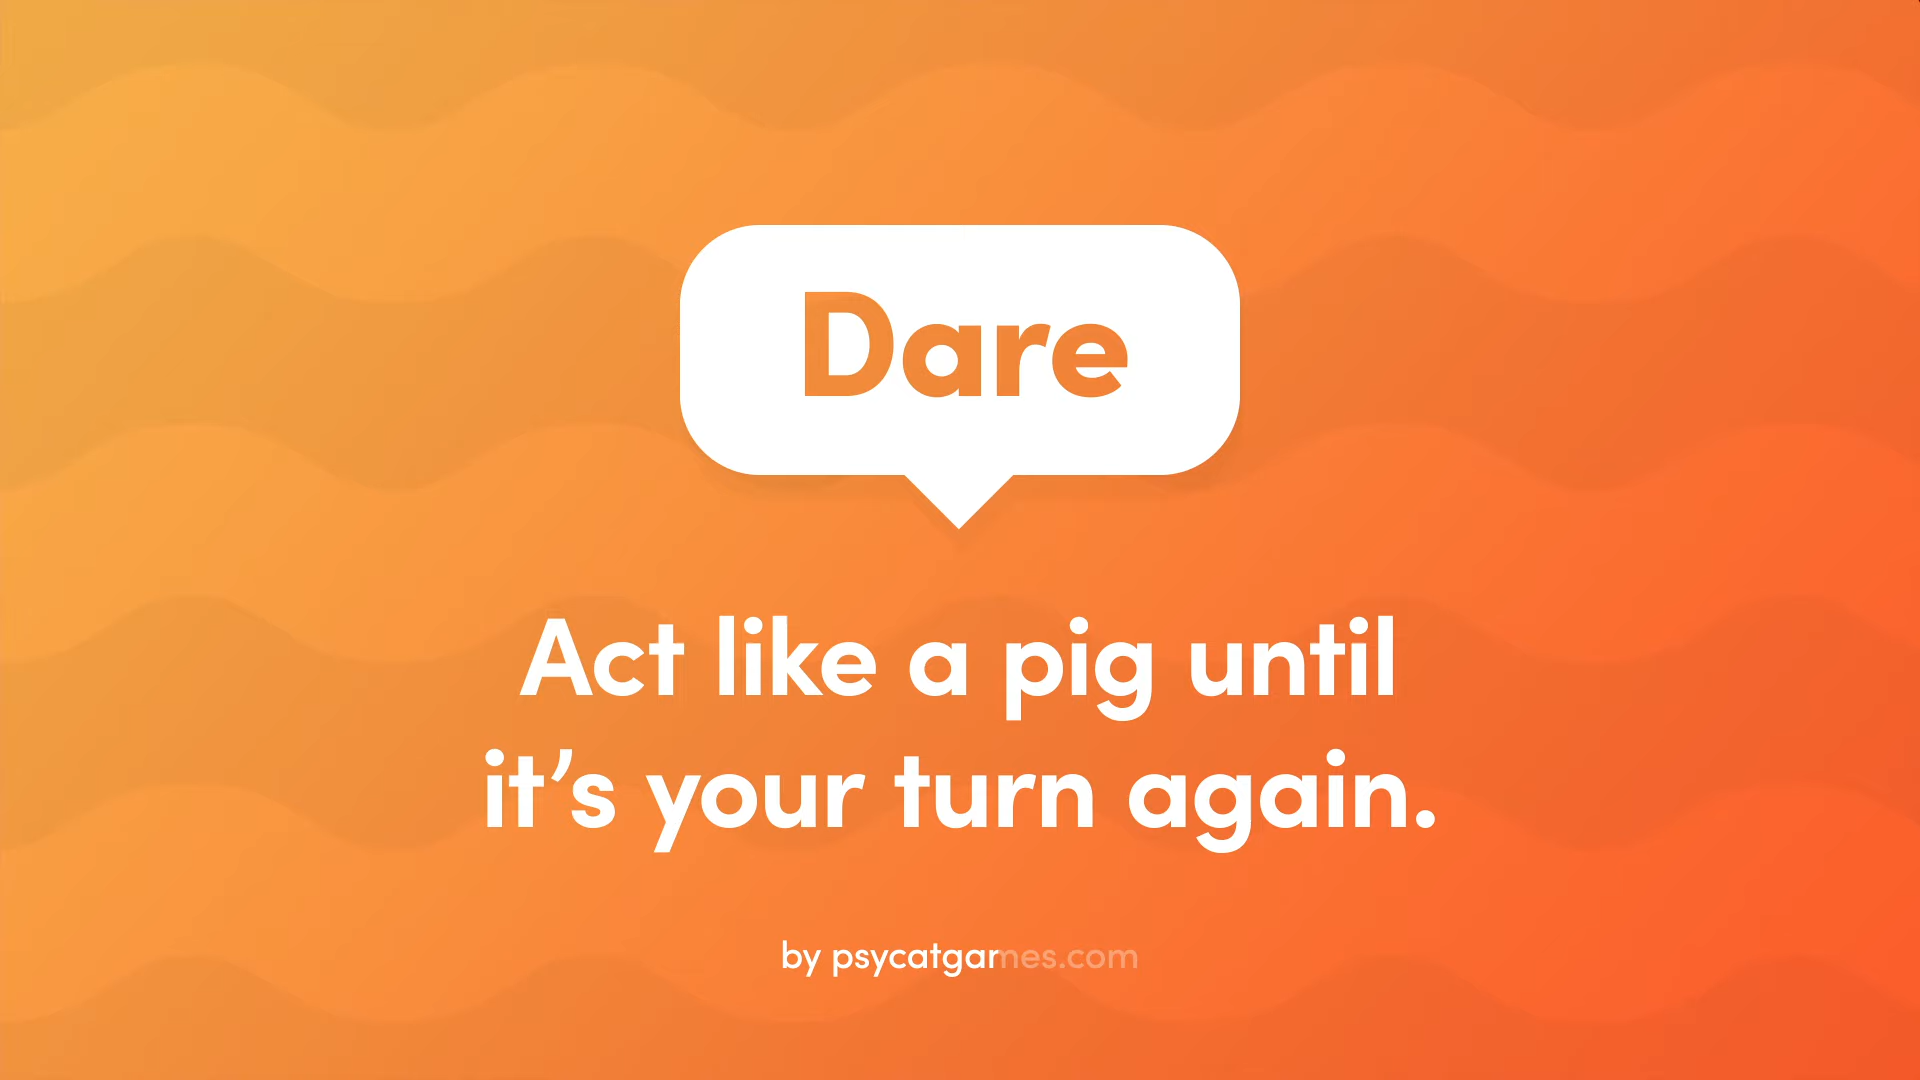 Dare
Act like a pig until
it’s your turn again.
by psycatgames.com